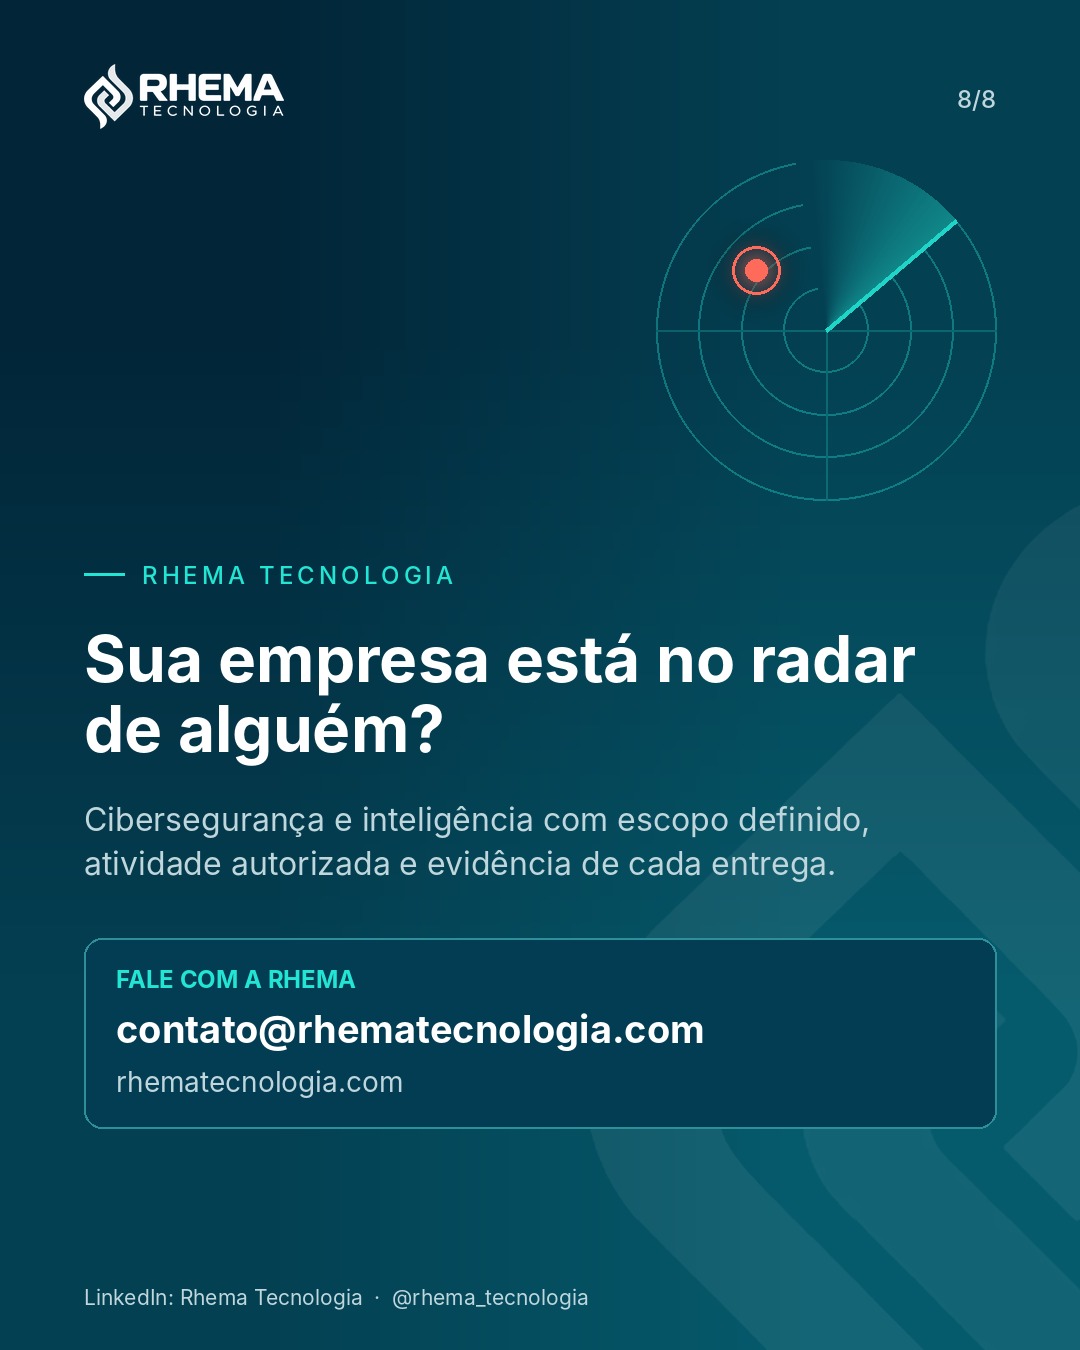 RHEMA
TECNOLOGIA
8/8
RHEMA TECNOLOGIA
Sua empresa está no radar
de alguém?
Cibersegurança e inteligência com escopo definido,
atividade autorizada e evidência de cada entrega.
FALE COM A RHEMA
contato@rhematecnologia.com
rhematecnologia.com
LinkedIn: Rhema Tecnologia · @rhema_tecnologia